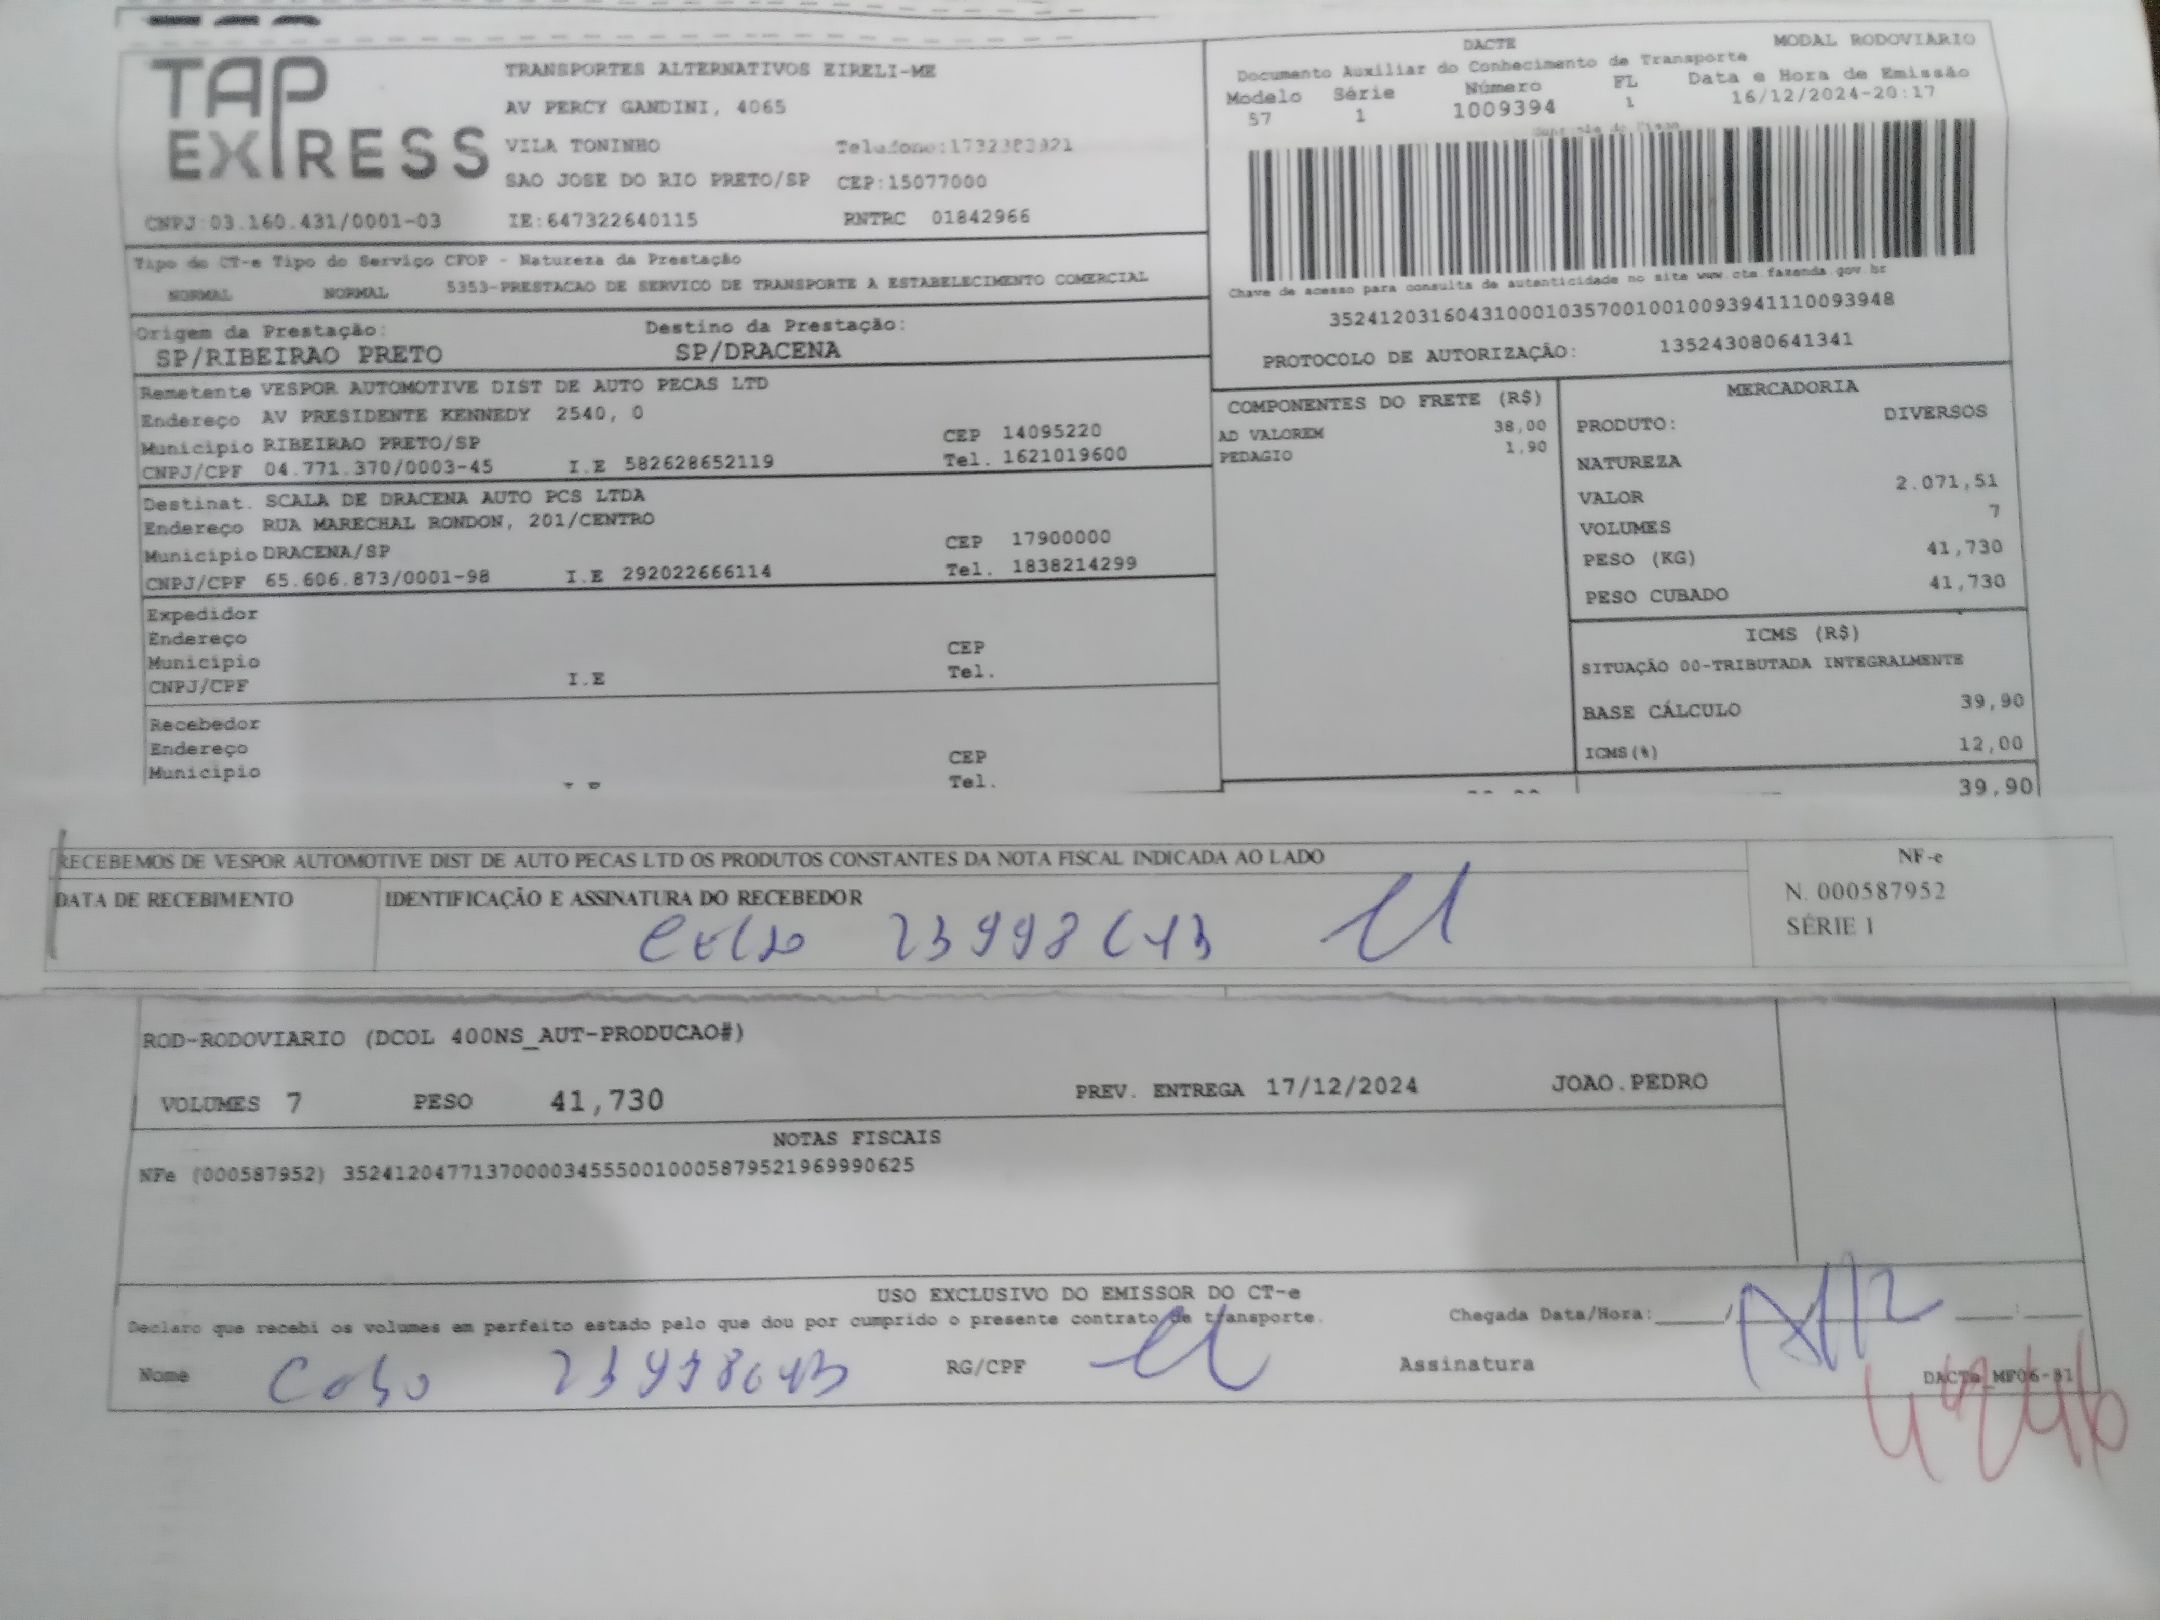 TAP
EXPRESS
TRANSPORTES ALTERNATIVOS EIRELI-ME
AV PERCY GANDINI, 4065
VILA TONINHO
SAO JOSE DO RIO PRETO/SP CEP:15077000
CNPJ:03.160.431/0001-03 IE:647322640115 RNTRC 01842966
DACTE MODAL RODOVIARIO
Documento Auxiliar do Conhecimento de Transporte
Modelo Série Número FL Data e Hora de Emissão
57 1 1009394 1 16/12/2024-20:17
Chave de acesso para consulta de autenticidade no site www.cte.fazenda.gov.br
35241203160431000103570010010093941110093948
PROTOCOLO DE AUTORIZAÇÃO: 135243080641341
Tipo do CT-e Tipo do Serviço CFOP - Natureza da Prestação
NORMAL NORMAL 5353-PRESTACAO DE SERVICO DE TRANSPORTE A ESTABELECIMENTO COMERCIAL
Origem da Prestação: Destino da Prestação:
SP/RIBEIRAO PRETO SP/DRACENA
Remetente VESPOR AUTOMOTIVE DIST DE AUTO PECAS LTD
Endereço AV PRESIDENTE KENNEDY 2540, 0
Municipio RIBEIRAO PRETO/SP CEP 14095220
CNPJ/CPF 04.771.370/0003-45 I.E 582628652119 Tel. 1621019600
Destinat. SCALA DE DRACENA AUTO PCS LTDA
Endereço RUA MARECHAL RONDON, 201/CENTRO
Municipio DRACENA/SP CEP 17900000
CNPJ/CPF 65.606.873/0001-98 I.E 292022666114 Tel. 1838214299
Expedidor
Endereço
Municipio CEP
CNPJ/CPF I.E Tel.
Recebedor
Endereço
Municipio CEP
Tel.
COMPONENTES DO FRETE (R$)
AD VALOREM 38,00
PEDAGIO 1,90
MERCADORIA
PRODUTO: DIVERSOS
NATUREZA
VALOR 2.071,51
VOLUMES 7
PESO (KG) 41,730
PESO CUBADO 41,730
ICMS (R$)
SITUAÇÃO 00-TRIBUTADA INTEGRALMENTE
BASE CÁLCULO 39,90
ICMS(%) 12,00
39,90
RECEBEMOS DE VESPOR AUTOMOTIVE DIST DE AUTO PECAS LTD OS PRODUTOS CONSTANTES DA NOTA FISCAL INDICADA AO LADO
DATA DE RECEBIMENTO IDENTIFICAÇÃO E ASSINATURA DO RECEBEDOR
NF-e
N. 000587952
SÉRIE 1
ROD-RODOVIARIO (DCOL 400NS_AUT-PRODUCAO#)
VOLUMES 7 PESO 41,730 PREV. ENTREGA 17/12/2024 JOAO.PEDRO
NOTAS FISCAIS
NFe (000587952) 35241204771370000345550010005879521969990625
USO EXCLUSIVO DO EMISSOR DO CT-e
Declaro que recebi os volumes em perfeito estado pelo que dou por cumprido o presente contrato de transporte. Chegada Data/Hora:
Nome RG/CPF Assinatura